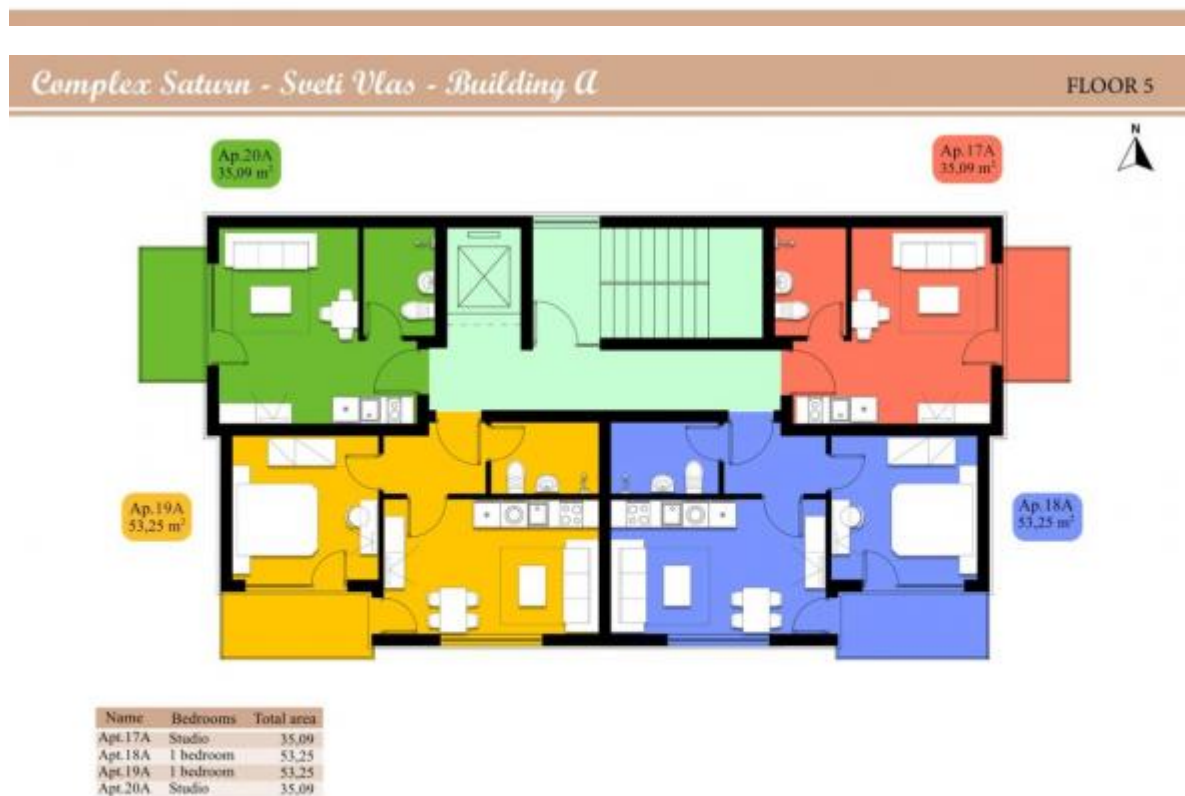 Complex Saturn - Sveti Vlas - Building A
FLOOR 5
N
Ap.20A
35,09 m²
Ap.17A
35,09 m²
Ap.19A
53,25 m²
Ap.18A
53,25 m²
Name Bedrooms Total area
Apt.17A Studio 35,09
Apt.18A 1 bedroom 53,25
Apt.19A 1 bedroom 53,25
Apt.20A Studio 35,09